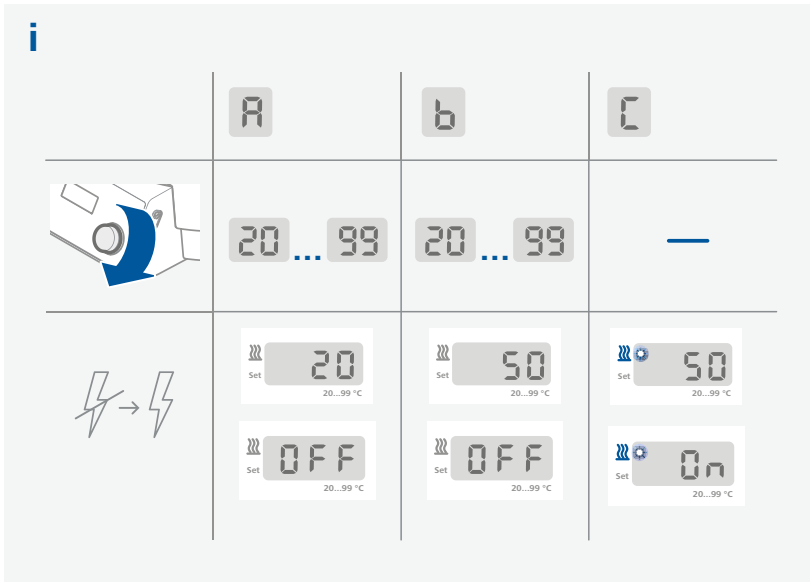 i
A b C
20 ... 99 20 ... 99 —
20 50 50
Set Set Set
20...99 °C 20...99 °C 20...99 °C
OFF OFF On
Set Set Set
20...99 °C 20...99 °C 20...99 °C